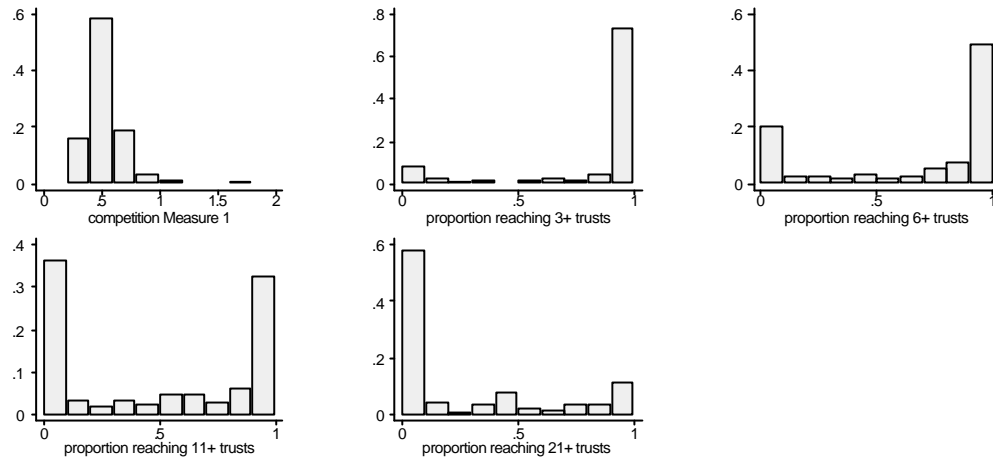 .6
.4
.2
0
0 .5 1 1.5 2
competition Measure 1
.8
.6
.4
.2
0
0 .5 1
proportion reaching 3+ trusts
.6
.4
.2
0
0 .5 1
proportion reaching 6+ trusts
.4
.3
.2
.1
0
0 .5 1
proportion reaching 11+ trusts
.6
.4
.2
0
0 .5 1
proportion reaching 21+ trusts